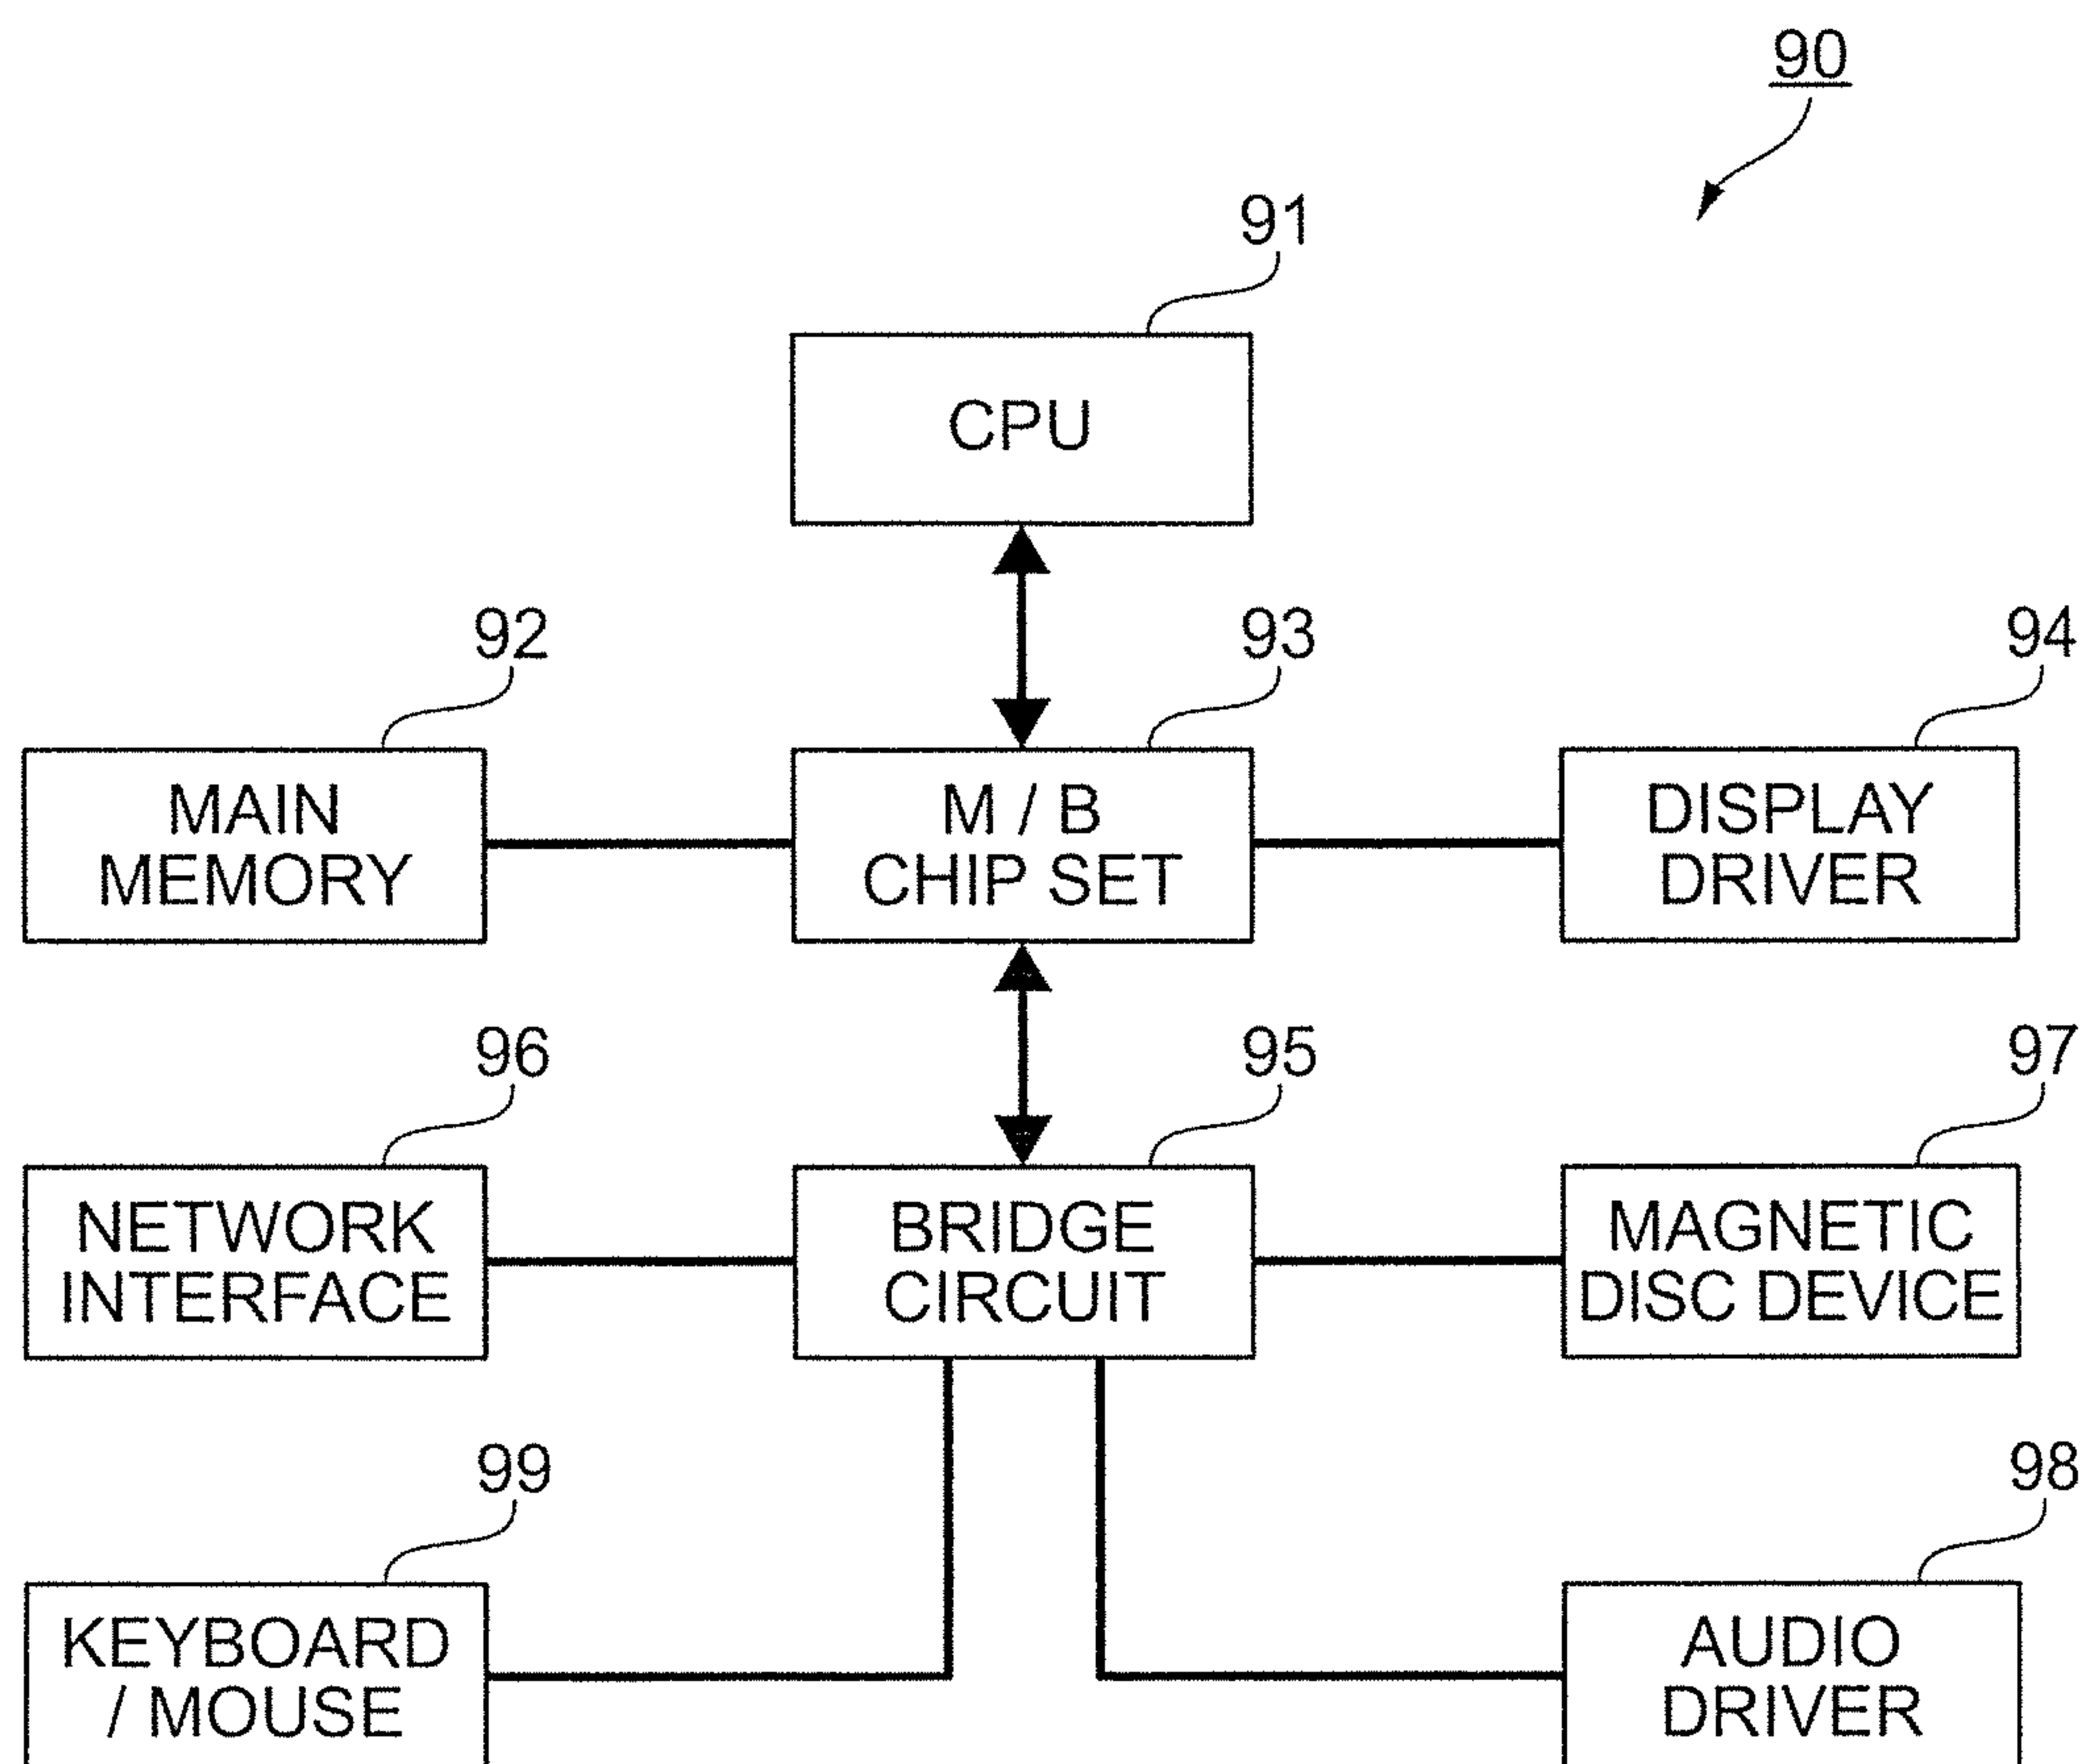 90
91
CPU
92
93
94
MAIN
MEMORY
M / B
CHIP SET
DISPLAY
DRIVER
96
95
97
NETWORK
INTERFACE
BRIDGE
CIRCUIT
MAGNETIC
DISC DEVICE
99
98
KEYBOARD
/ MOUSE
AUDIO
DRIVER